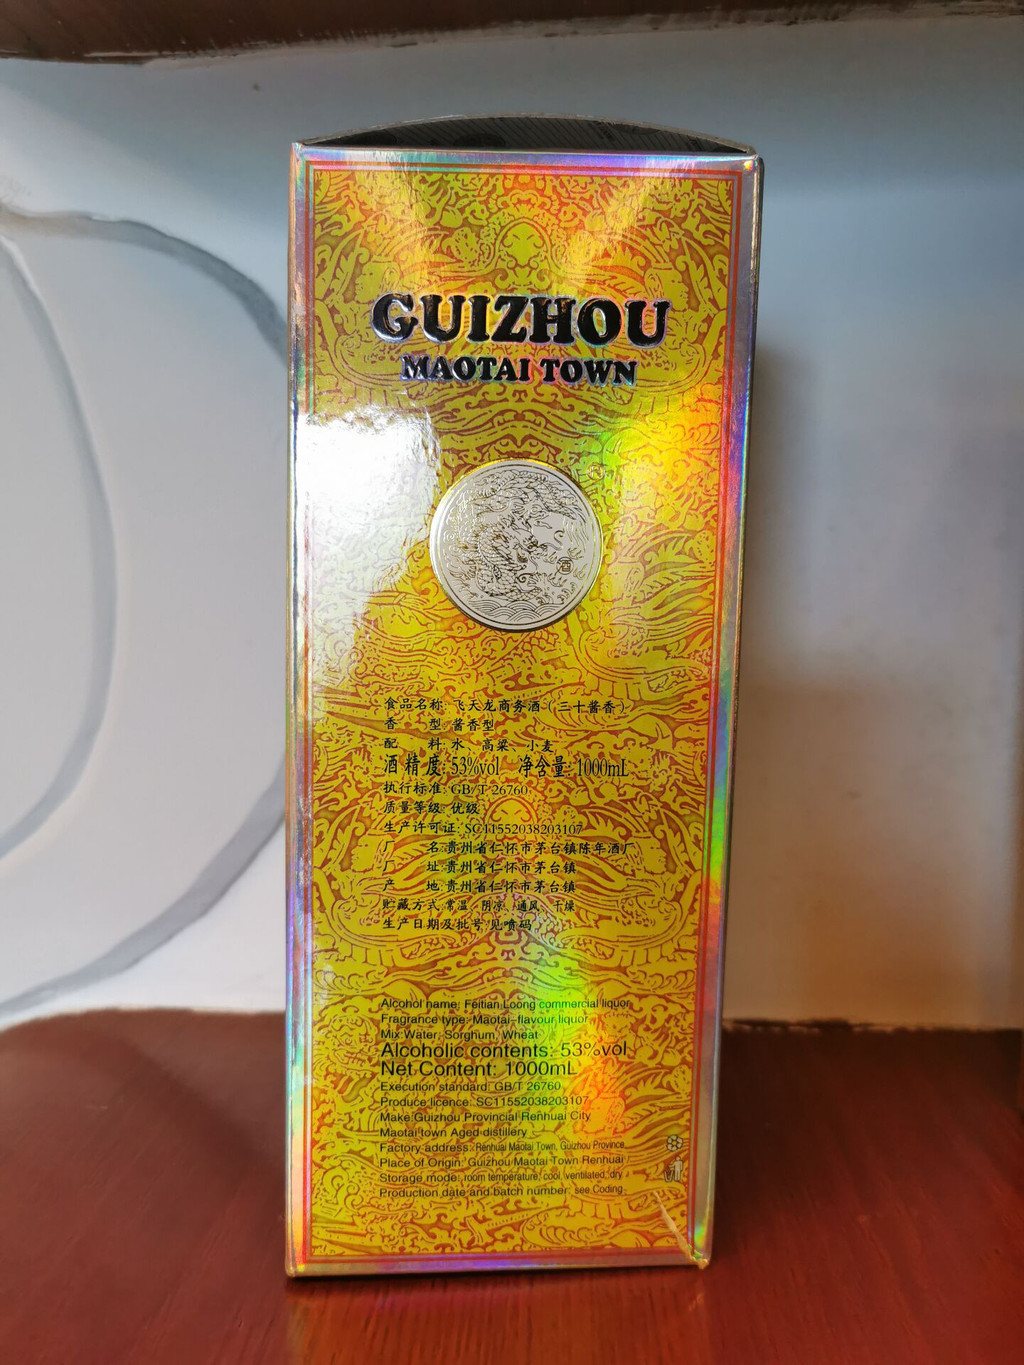 GUIZHOU
MAOTAI TOWN
食品名称: 飞天龙商务酒(三十酱香)
香 型: 酱香型
配 料: 水、高粱、小麦
酒精度: 53%vol 净含量: 1000mL
执行标准: GB/T 26760
质量等级: 优级
生产许可证: SC11552038203107
厂 名: 贵州省仁怀市茅台镇陈年酒厂
厂 址: 贵州省仁怀市茅台镇
产 地: 贵州省仁怀市茅台镇
贮藏方式: 常温、阴凉、通风、干燥
生产日期及批号: 见喷码
Alcohol name: Feitian Loong commercial liquor
Fragrance type: Maotai-flavour liquor
Mix:Water, Sorghum, Wheat
Alcoholic contents: 53%vol
Net Content: 1000mL
Execution standard: GB/T 26760
Produce licence: SC11552038203107
Make:Guizhou Provincial Renhuai City
Maotai town Aged distillery
Factory address: Renhuai Maotai Town, Guizhou Province
Place of Origin: Guizhou Maotai Town Renhuai
Storage mode: room temperature, cool, ventilated, dry
Production date and batch number: see Coding